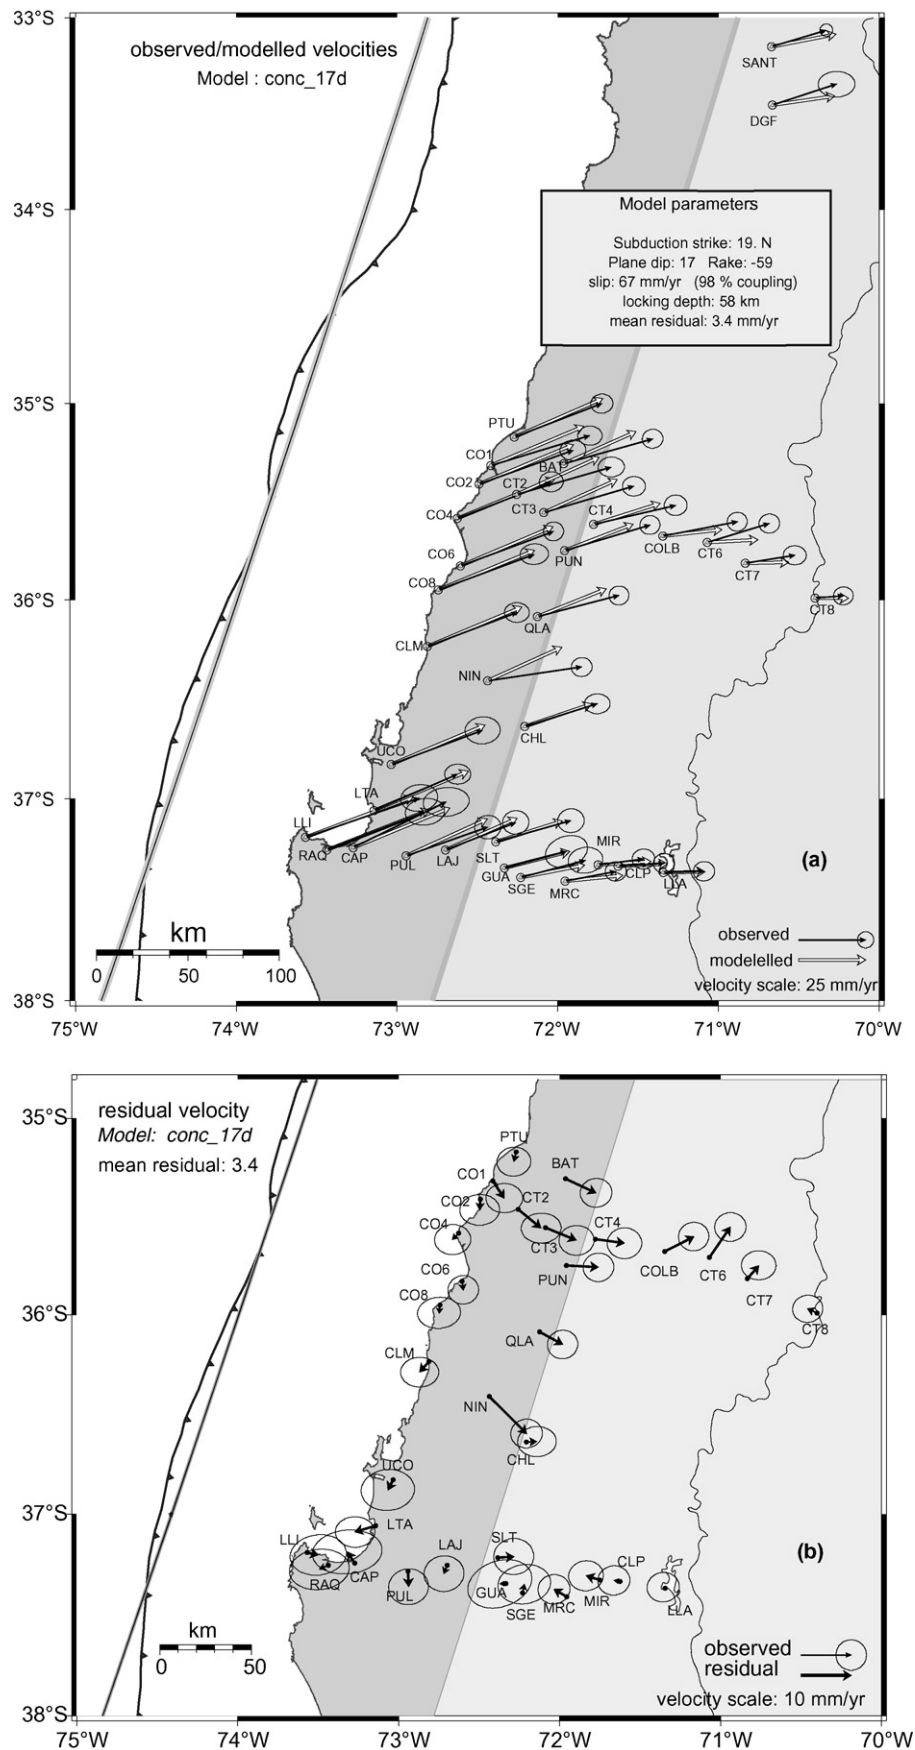 33°S
observed/modelled velocities
Model : conc_17d
SANT
DGF
34°S
Model parameters
Subduction strike: 19. N
Plane dip: 17 Rake: -59
slip: 67 mm/yr (98 % coupling)
locking depth: 58 km
mean residual: 3.4 mm/yr
35°S
PTU
CO1
BAT
CO2
CT2
CO4
CT3
CT4
COLB
CT6
CO6
PUN
CT7
CO8
36°S
CT8
QLA
CLM
NIN
CHL
UCO
37°S
LTA
LLI
RAQ
CAP
PUL
LAJ
SLT
MIR
GUA
CLP
SGE
MRC
LLA
(a)
km
0 50 100
observed
modelelled
velocity scale: 25 mm/yr
38°S
75°W 74°W 73°W 72°W 71°W 70°W
35°S
residual velocity
Model: conc_17d
mean residual: 3.4
PTU
BAT
CO1
CO2
CT2
CO4
CT3
CT4
PUN
COLB
CT6
CO6
CT7
CO8
36°S
CT8
CLM
QLA
NIN
CHL
UCO
37°S
LTA
LLI
LAJ
SLT
RAQ
CAP
PUL
GUA
SGE
MRC
MIR
CLP
LLA
(b)
km
0 50
observed
residual
velocity scale: 10 mm/yr
38°S
75°W 74°W 73°W 72°W 71°W 70°W